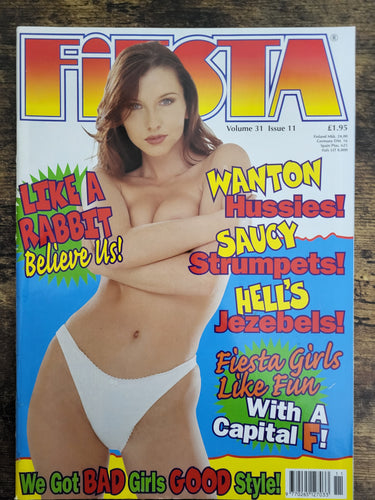 FiESTA
®
Volume 31 Issue 11
£1.95
LIKE A
RABBIT
Believe Us!
WANTON
Hussies!
SAUCY
Strumpets!
HELL'S
Jezebels!
Fiesta Girls
Like Fun
With A
Capital F!
We Got BAD Girls GOOD Style!